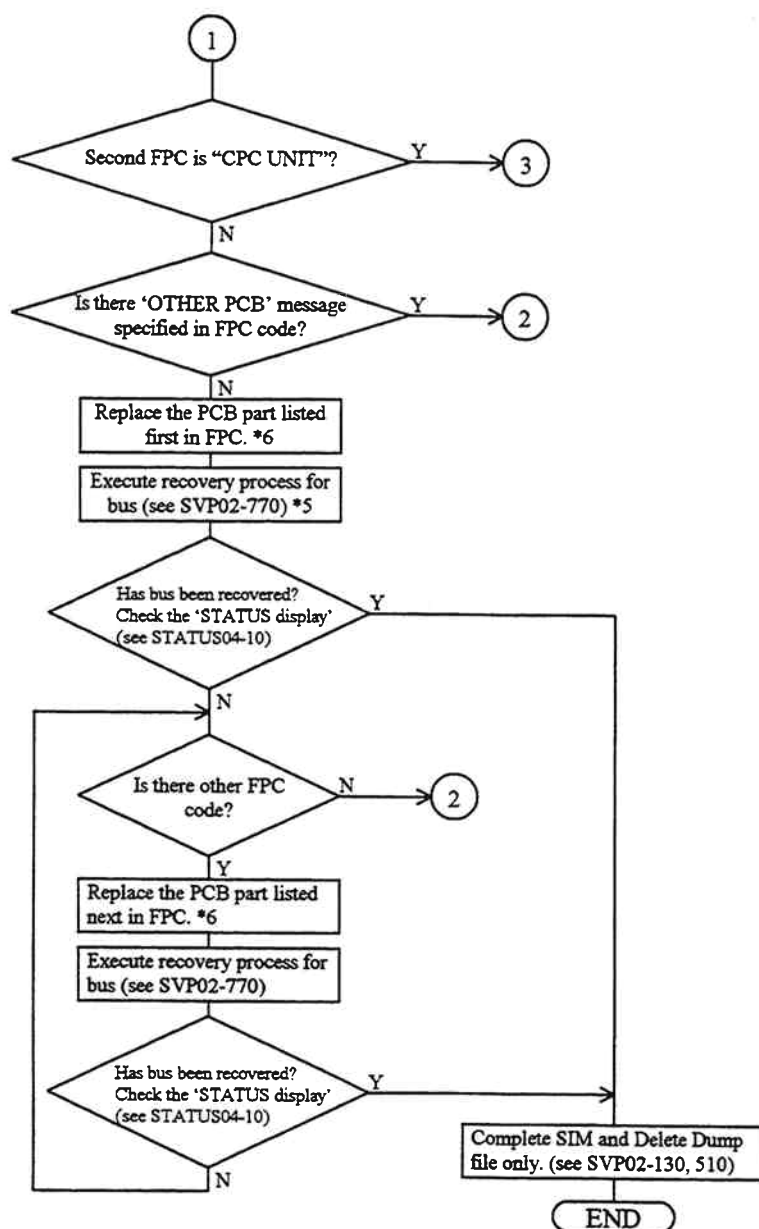 1
Second FPC is “CPC UNIT”?
Y
3
N
Is there ‘OTHER PCB’ message
specified in FPC code?
Y
2
N
Replace the PCB part listed
first in FPC. *6
Execute recovery process for
bus (see SVP02-770) *5
Has bus been recovered?
Check the ‘STATUS display’
(see STATUS04-10)
Y
N
Is there other FPC
code?
N
2
Y
Replace the PCB part listed
next in FPC. *6
Execute recovery process for
bus (see SVP02-770)
Has bus been recovered?
Check the ‘STATUS display’
(see STATUS04-10)
Y
N
Complete SIM and Delete Dump
file only. (see SVP02-130, 510)
END